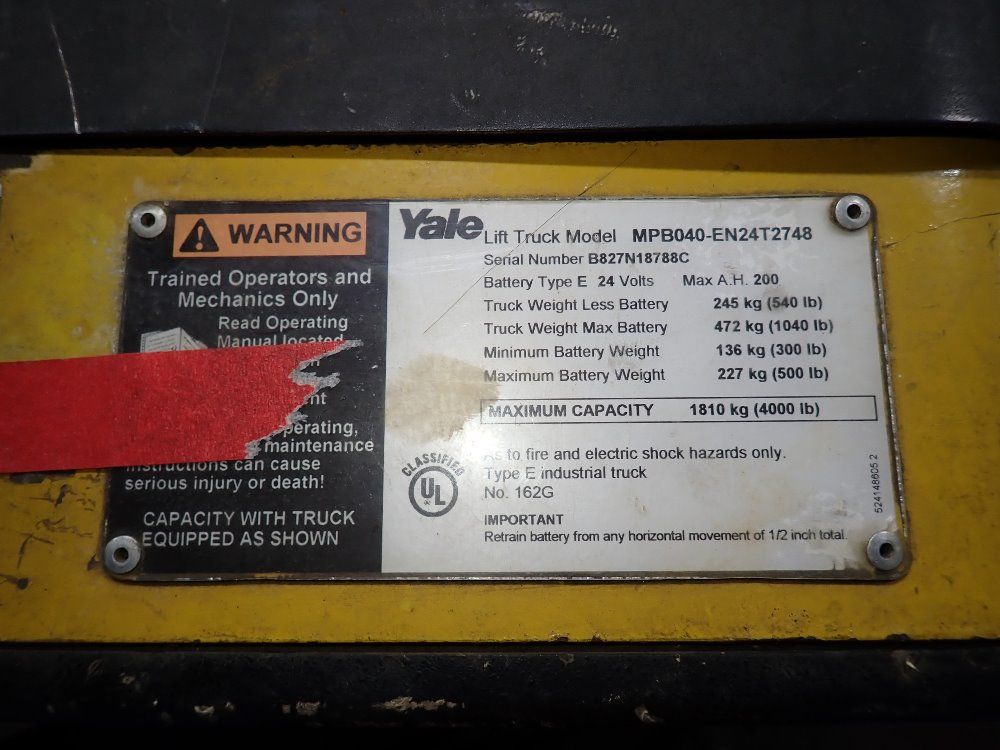 WARNING
Trained Operators and
Mechanics Only
Read Operating
Manual located
perating,
maintenance
instructions can cause
serious injury or death!
CAPACITY WITH TRUCK
EQUIPPED AS SHOWN
Yale Lift Truck Model MPB040-EN24T2748
Serial Number B827N18788C
Battery Type E 24 Volts Max A.H. 200
Truck Weight Less Battery 245 kg (540 lb)
Truck Weight Max Battery 472 kg (1040 lb)
Minimum Battery Weight 136 kg (300 lb)
Maximum Battery Weight 227 kg (500 lb)
MAXIMUM CAPACITY 1810 kg (4000 lb)
CLASSIFIED
UL
As to fire and electric shock hazards only.
Type E industrial truck
No. 162G
IMPORTANT
Retrain battery from any horizontal movement of 1/2 inch total.
524148605 2